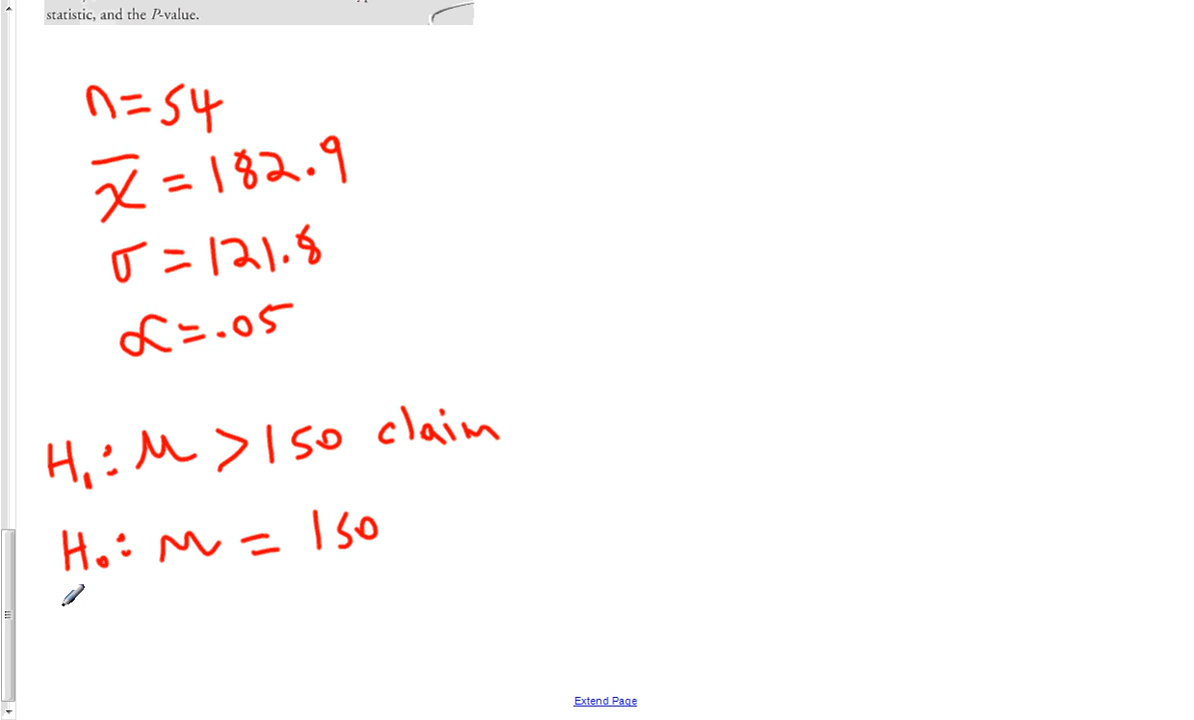 statistic, and the P-value.
n=54
x̄=182.9
σ=121.8
α=.05
H₁: μ >150 claim
H₀: μ = 150
Extend Page